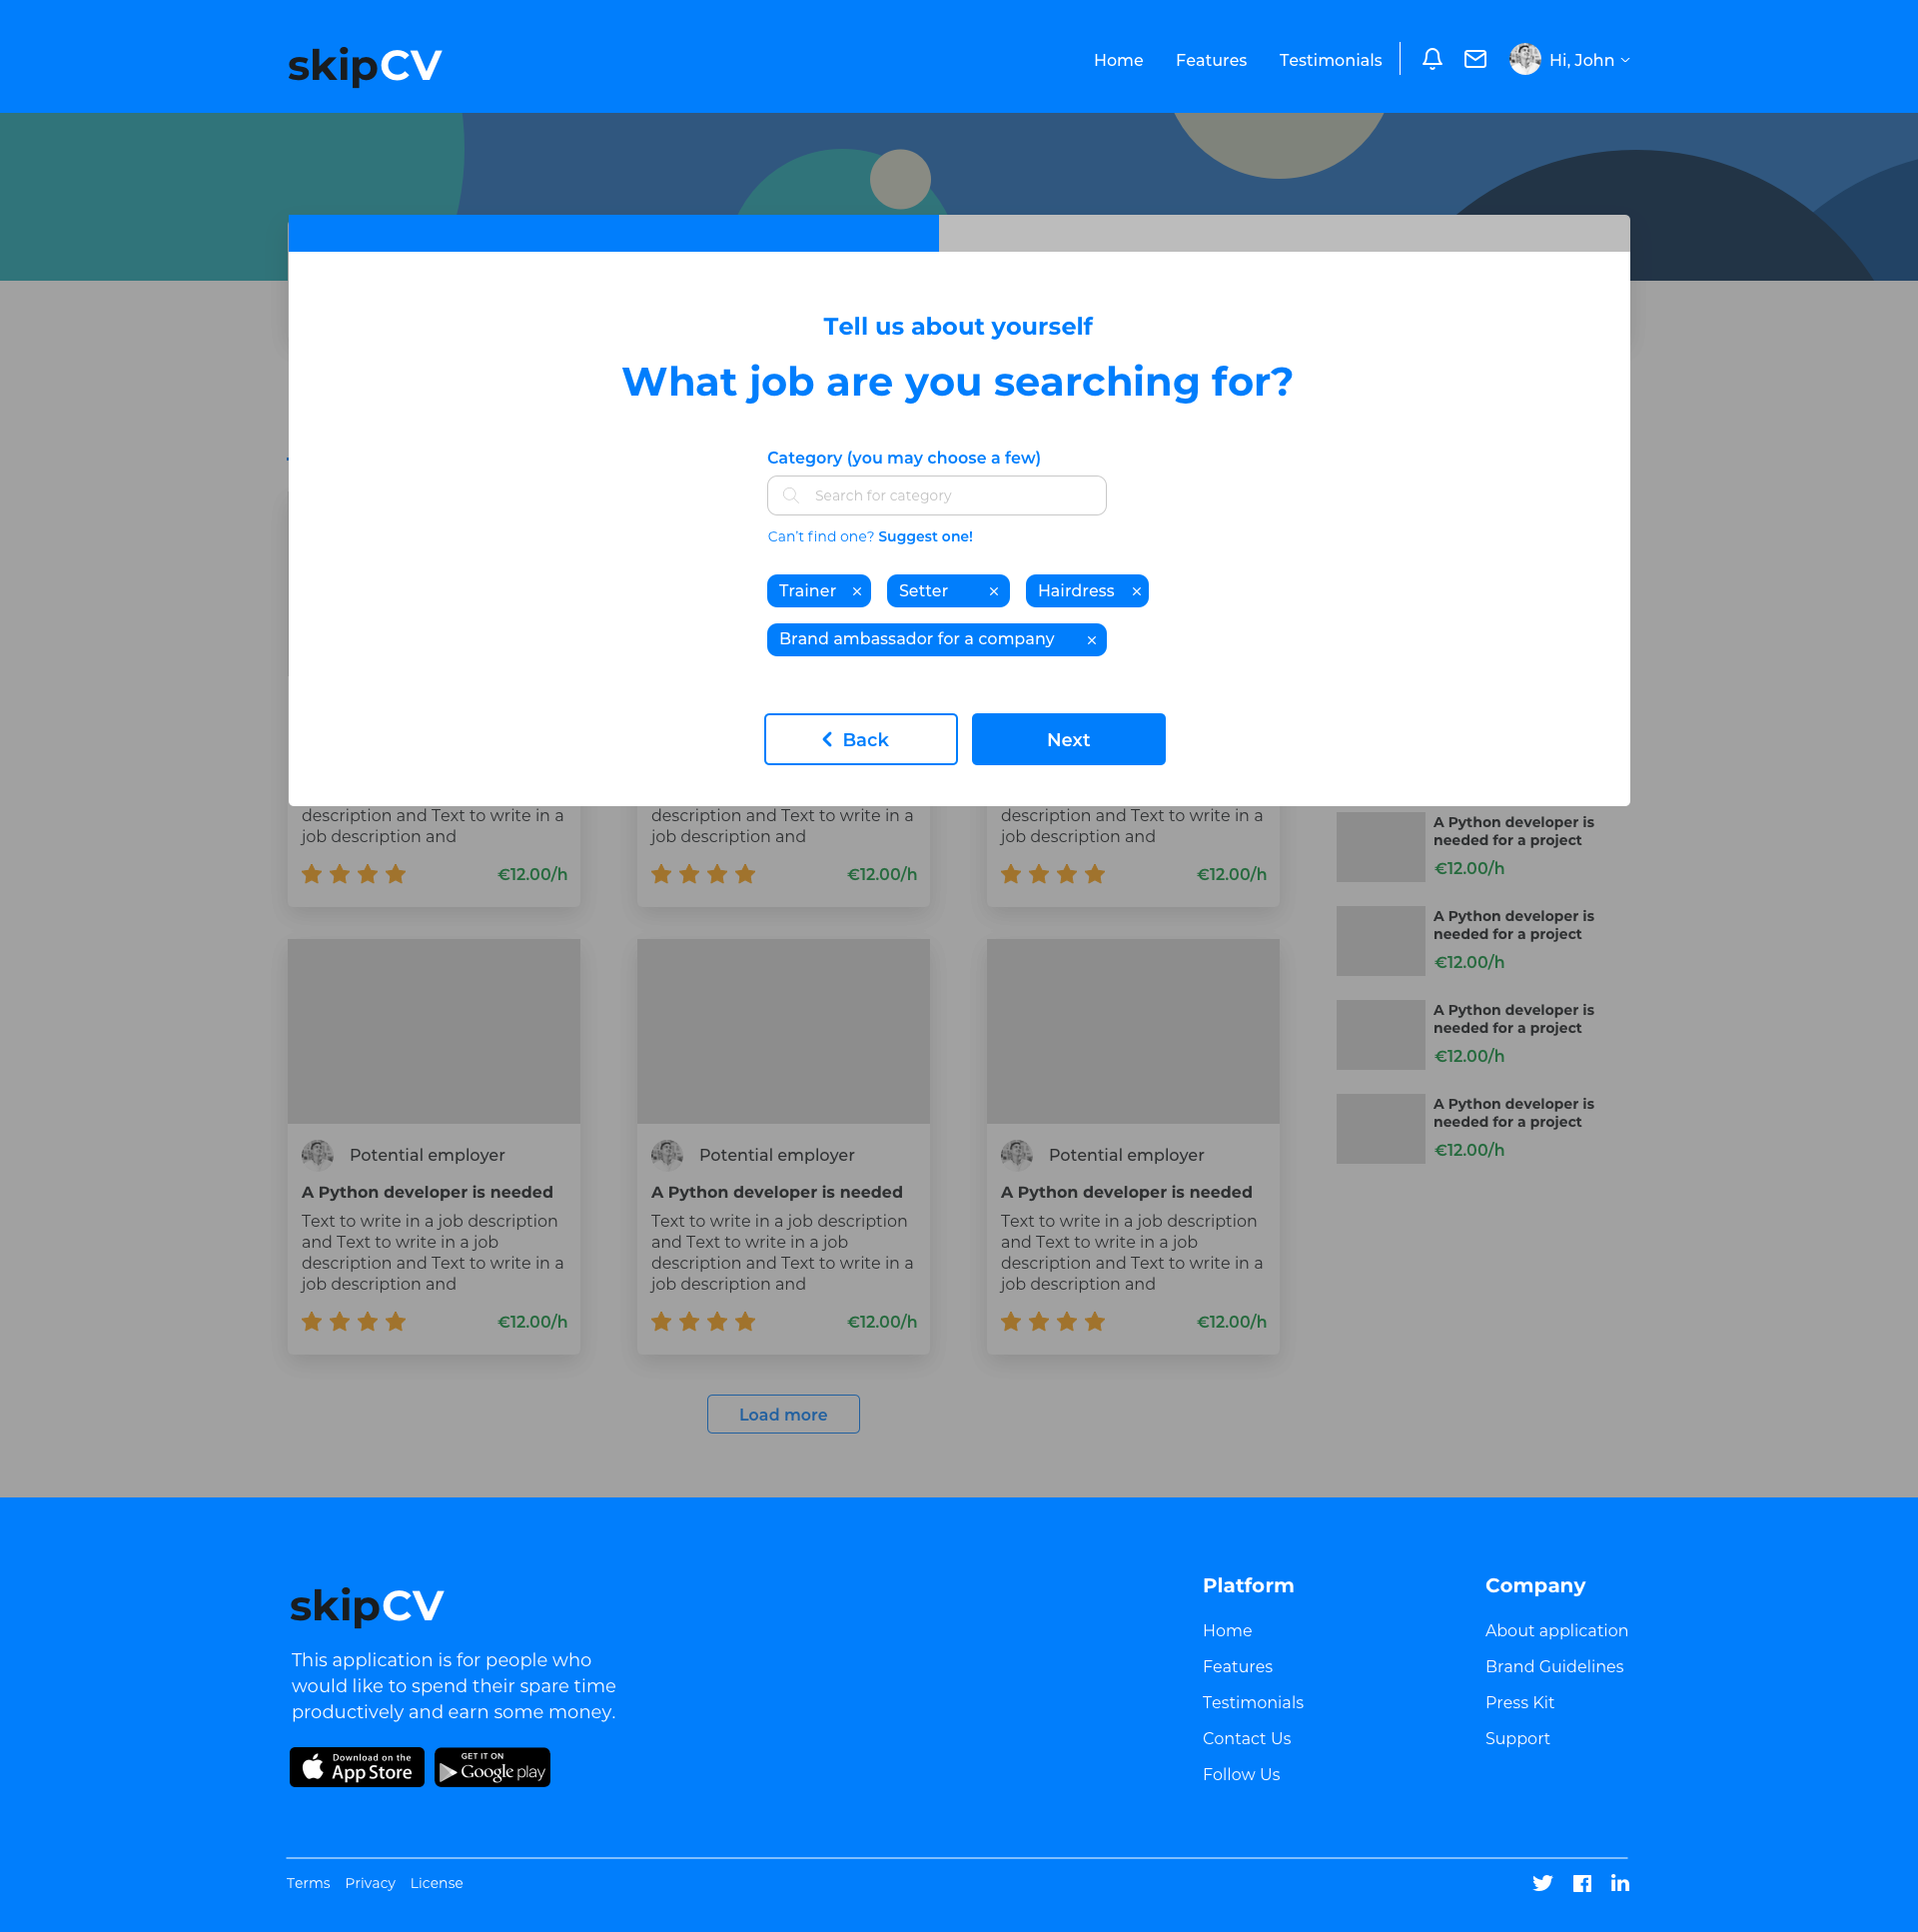 skipCV
Home Features Testimonials Hi, John
Tell us about yourself
What job are you searching for?
Category (you may choose a few)
Search for category
Can't find one? Suggest one!
Trainer × Setter × Hairdress ×
Brand ambassador for a company ×
Back Next
description and Text to write in a
job description and
€12.00/h
description and Text to write in a
job description and
€12.00/h
description and Text to write in a
job description and
€12.00/h
A Python developer is
needed for a project
€12.00/h
A Python developer is
needed for a project
€12.00/h
A Python developer is
needed for a project
€12.00/h
A Python developer is
needed for a project
€12.00/h
Potential employer
A Python developer is needed
Text to write in a job description
and Text to write in a job
description and Text to write in a
job description and
€12.00/h
Potential employer
A Python developer is needed
Text to write in a job description
and Text to write in a job
description and Text to write in a
job description and
€12.00/h
Potential employer
A Python developer is needed
Text to write in a job description
and Text to write in a job
description and Text to write in a
job description and
€12.00/h
Load more
skipCV
This application is for people who
would like to spend their spare time
productively and earn some money.
Download on the
App Store
GET IT ON
Google play
Platform
Home
Features
Testimonials
Contact Us
Follow Us
Company
About application
Brand Guidelines
Press Kit
Support
Terms Privacy License